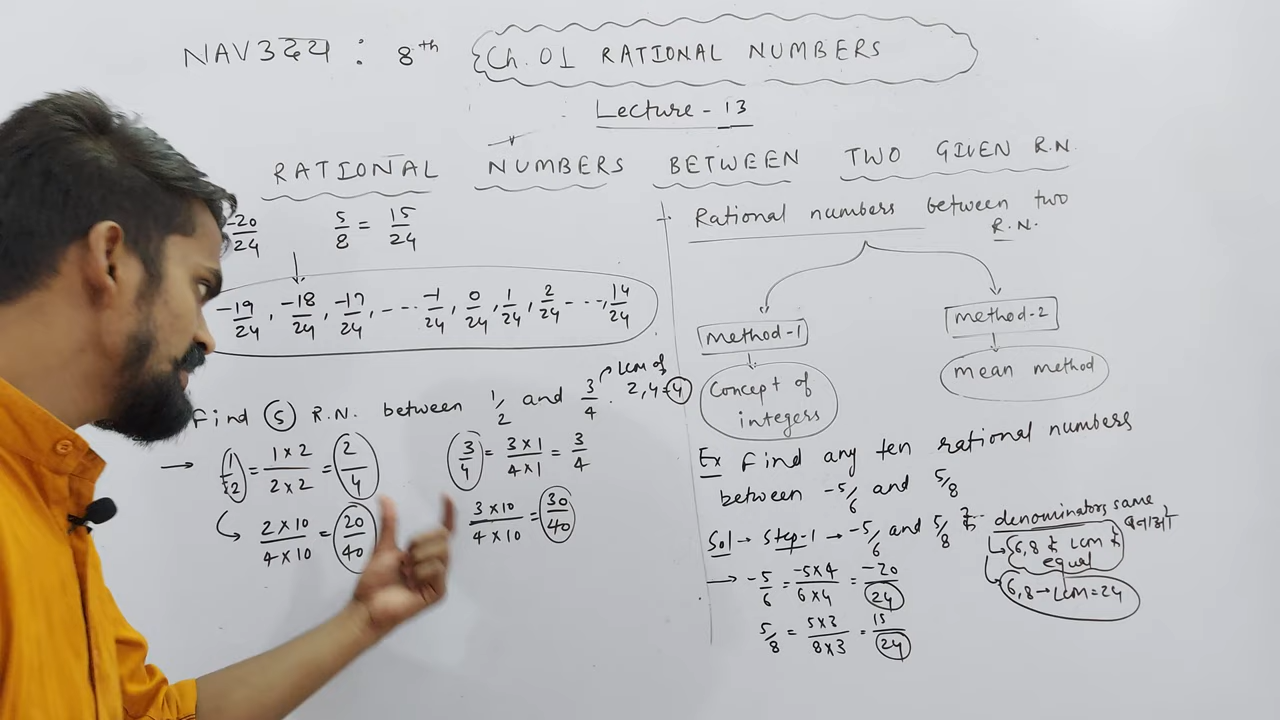 NAV3224 : 8th Ch. 01 RATIONAL NUMBERS
Lecture - 13
RATIONAL NUMBERS BETWEEN TWO GIVEN R.N.
-20/24 5/8 = 15/24
-19/24, -18/24, -17/24, - - - -1/24, 0/24, 1/24, 2/24 - - -, 14/24
Find 5 R.N. between 1/2 and 3/4. LCM of
2,4 = 4
→ 1/2 = 1×2/2×2 = 2/4
3/4 = 3×1/4×1 = 3/4
2×10/4×10 = 20/40
3×10/4×10 = 30/40
Rational numbers between two
R.N.
method-1
Concept of
integers
method-2
mean method
Ex Find any ten rational numbers
between -5/6 and 5/8
Sol → Step-1 → -5/6 and 5/8
denominators same
6,8 LCM
equal
6,8 → LCM = 24
→ -5/6 = -5×4/6×4 = -20/24
5/8 = 5×3/8×3 = 15/24